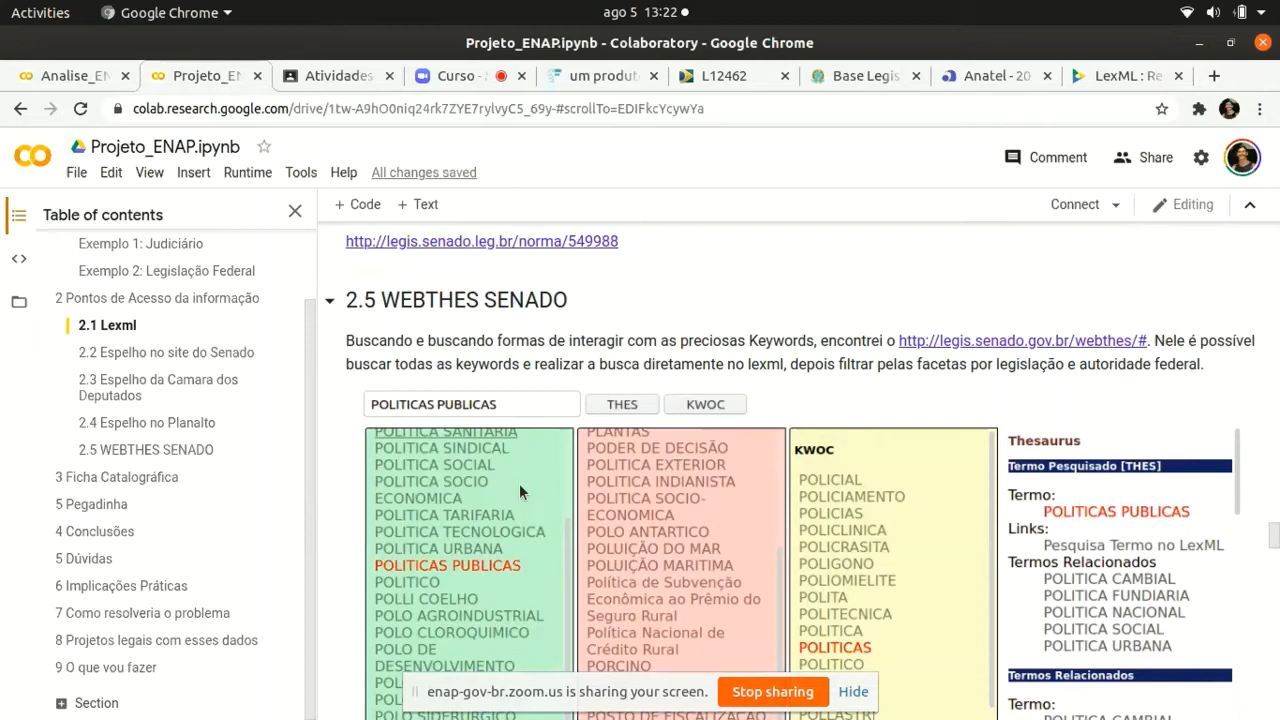 Activities
Google Chrome
ago 5 13:22
Projeto_ENAP.ipynb - Colaboratory - Google Chrome
Analise_EN
Projeto_EN
Atividades
Curso -
um produt
L12462
Base Legis
Anatel - 20
LexML : Re
colab.research.google.com/drive/1tw-A9hO0niq24rk7ZYE7rylvyC5_69y-#scrollTo=EDIFkcYcywYa
Projeto_ENAP.ipynb
Comment
Share
File Edit View Insert Runtime Tools Help All changes saved
Table of contents
+ Code + Text
Connect
Editing
Exemplo 1: Judiciário
Exemplo 2: Legislação Federal
2 Pontos de Acesso da informação
2.1 Lexml
2.2 Espelho no site do Senado
2.3 Espelho da Camara dos
Deputados
2.4 Espelho no Planalto
2.5 WEBTHES SENADO
3 Ficha Catalográfica
5 Pegadinha
4 Conclusões
5 Dúvidas
6 Implicações Práticas
7 Como resolveria o problema
8 Projetos legais com esses dados
9 O que vou fazer
Section
http://legis.senado.leg.br/norma/549988
2.5 WEBTHES SENADO
Buscando e buscando formas de interagir com as preciosas Keywords, encontrei o http://legis.senado.gov.br/webthes/#. Nele é possível
buscar todas as keywords e realizar a busca diretamente no lexml, depois filtrar pelas facetas por legislação e autoridade federal.
POLITICAS PUBLICAS
THES
KWOC
POLITICA SANITARIA
POLITICA SINDICAL
POLITICA SOCIAL
POLITICA SOCIO
ECONOMICA
POLITICA TARIFARIA
POLITICA TECNOLOGICA
POLITICA URBANA
POLITICAS PUBLICAS
POLITICO
POLLI COELHO
POLO AGROINDUSTRIAL
POLO CLOROQUIMICO
POLO DE
DESENVOLVIMENTO
POLO SIDERURGICO
PLANTAS
PODER DE DECISÃO
POLITICA EXTERIOR
POLITICA INDIANISTA
POLITICA SOCIO-
ECONOMICA
POLO ANTARTICO
POLUIÇÃO DO MAR
POLUIÇÃO MARITIMA
Política de Subvenção
Econômica ao Prêmio do
Seguro Rural
Política Nacional de
Crédito Rural
PORCINO
POSTO DE FISCALIZAÇÃO
KWOC
POLICIAL
POLICIAMENTO
POLICIAS
POLICLINICA
POLICRASITA
POLIGONO
POLIOMIELITE
POLITA
POLITECNICA
POLITICA
POLITICAS
POLITICO
POLLASTRI
Thesaurus
Termo Pesquisado [THES]
Termo:
POLITICAS PUBLICAS
Links:
Pesquisa Termo no LexML
Termos Relacionados
POLITICA CAMBIAL
POLITICA FUNDIARIA
POLITICA NACIONAL
POLITICA SOCIAL
POLITICA URBANA
Termos Relacionados
Termo:
POLITICA CAMBIAL
enap-gov-br.zoom.us is sharing your screen.
Stop sharing
Hide